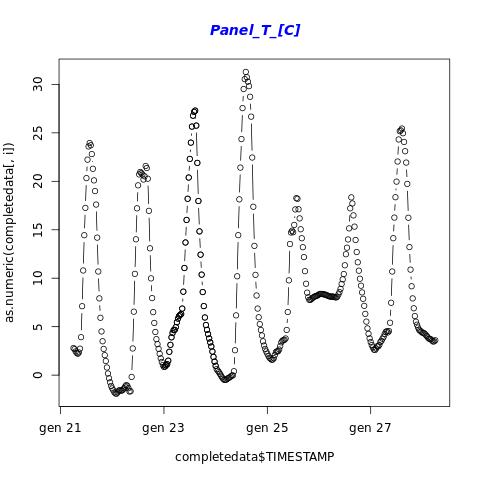 Panel_T_[C]
as.numeric(completedata[, i])
30
25
20
15
10
5
0
gen 21
gen 23
gen 25
gen 27
completedata$TIMESTAMP